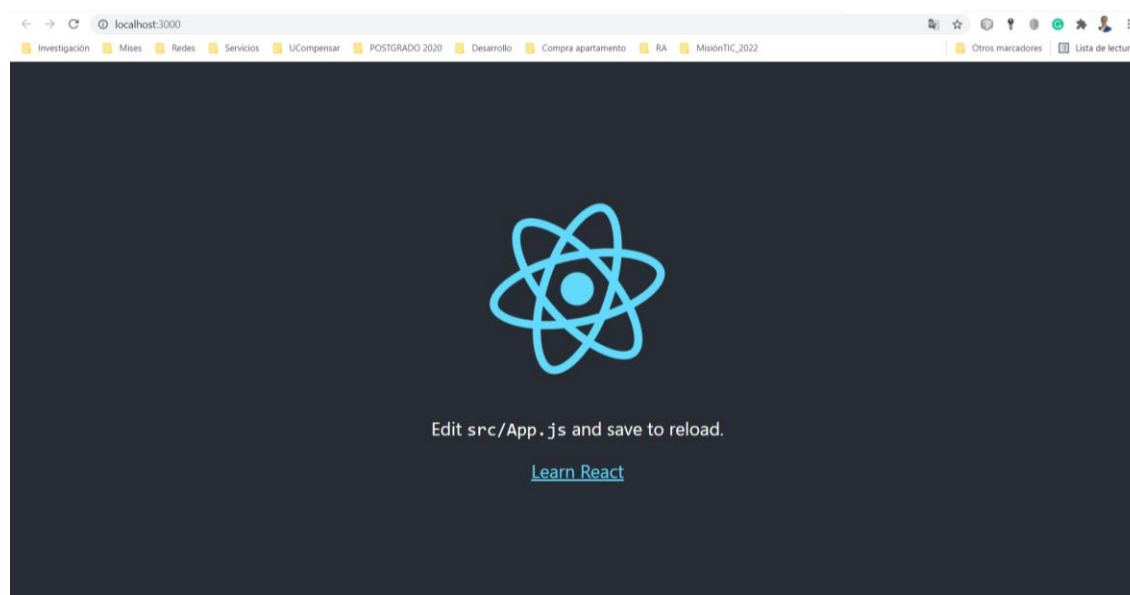 localhost:3000
Investigación Mises Redes Servicios UCompensar POSTGRADO 2020 Desarrollo Compra apartamento RA MisiónTIC_2022 Otros marcadores Lista de lectur
Edit src/App.js and save to reload.
Learn React